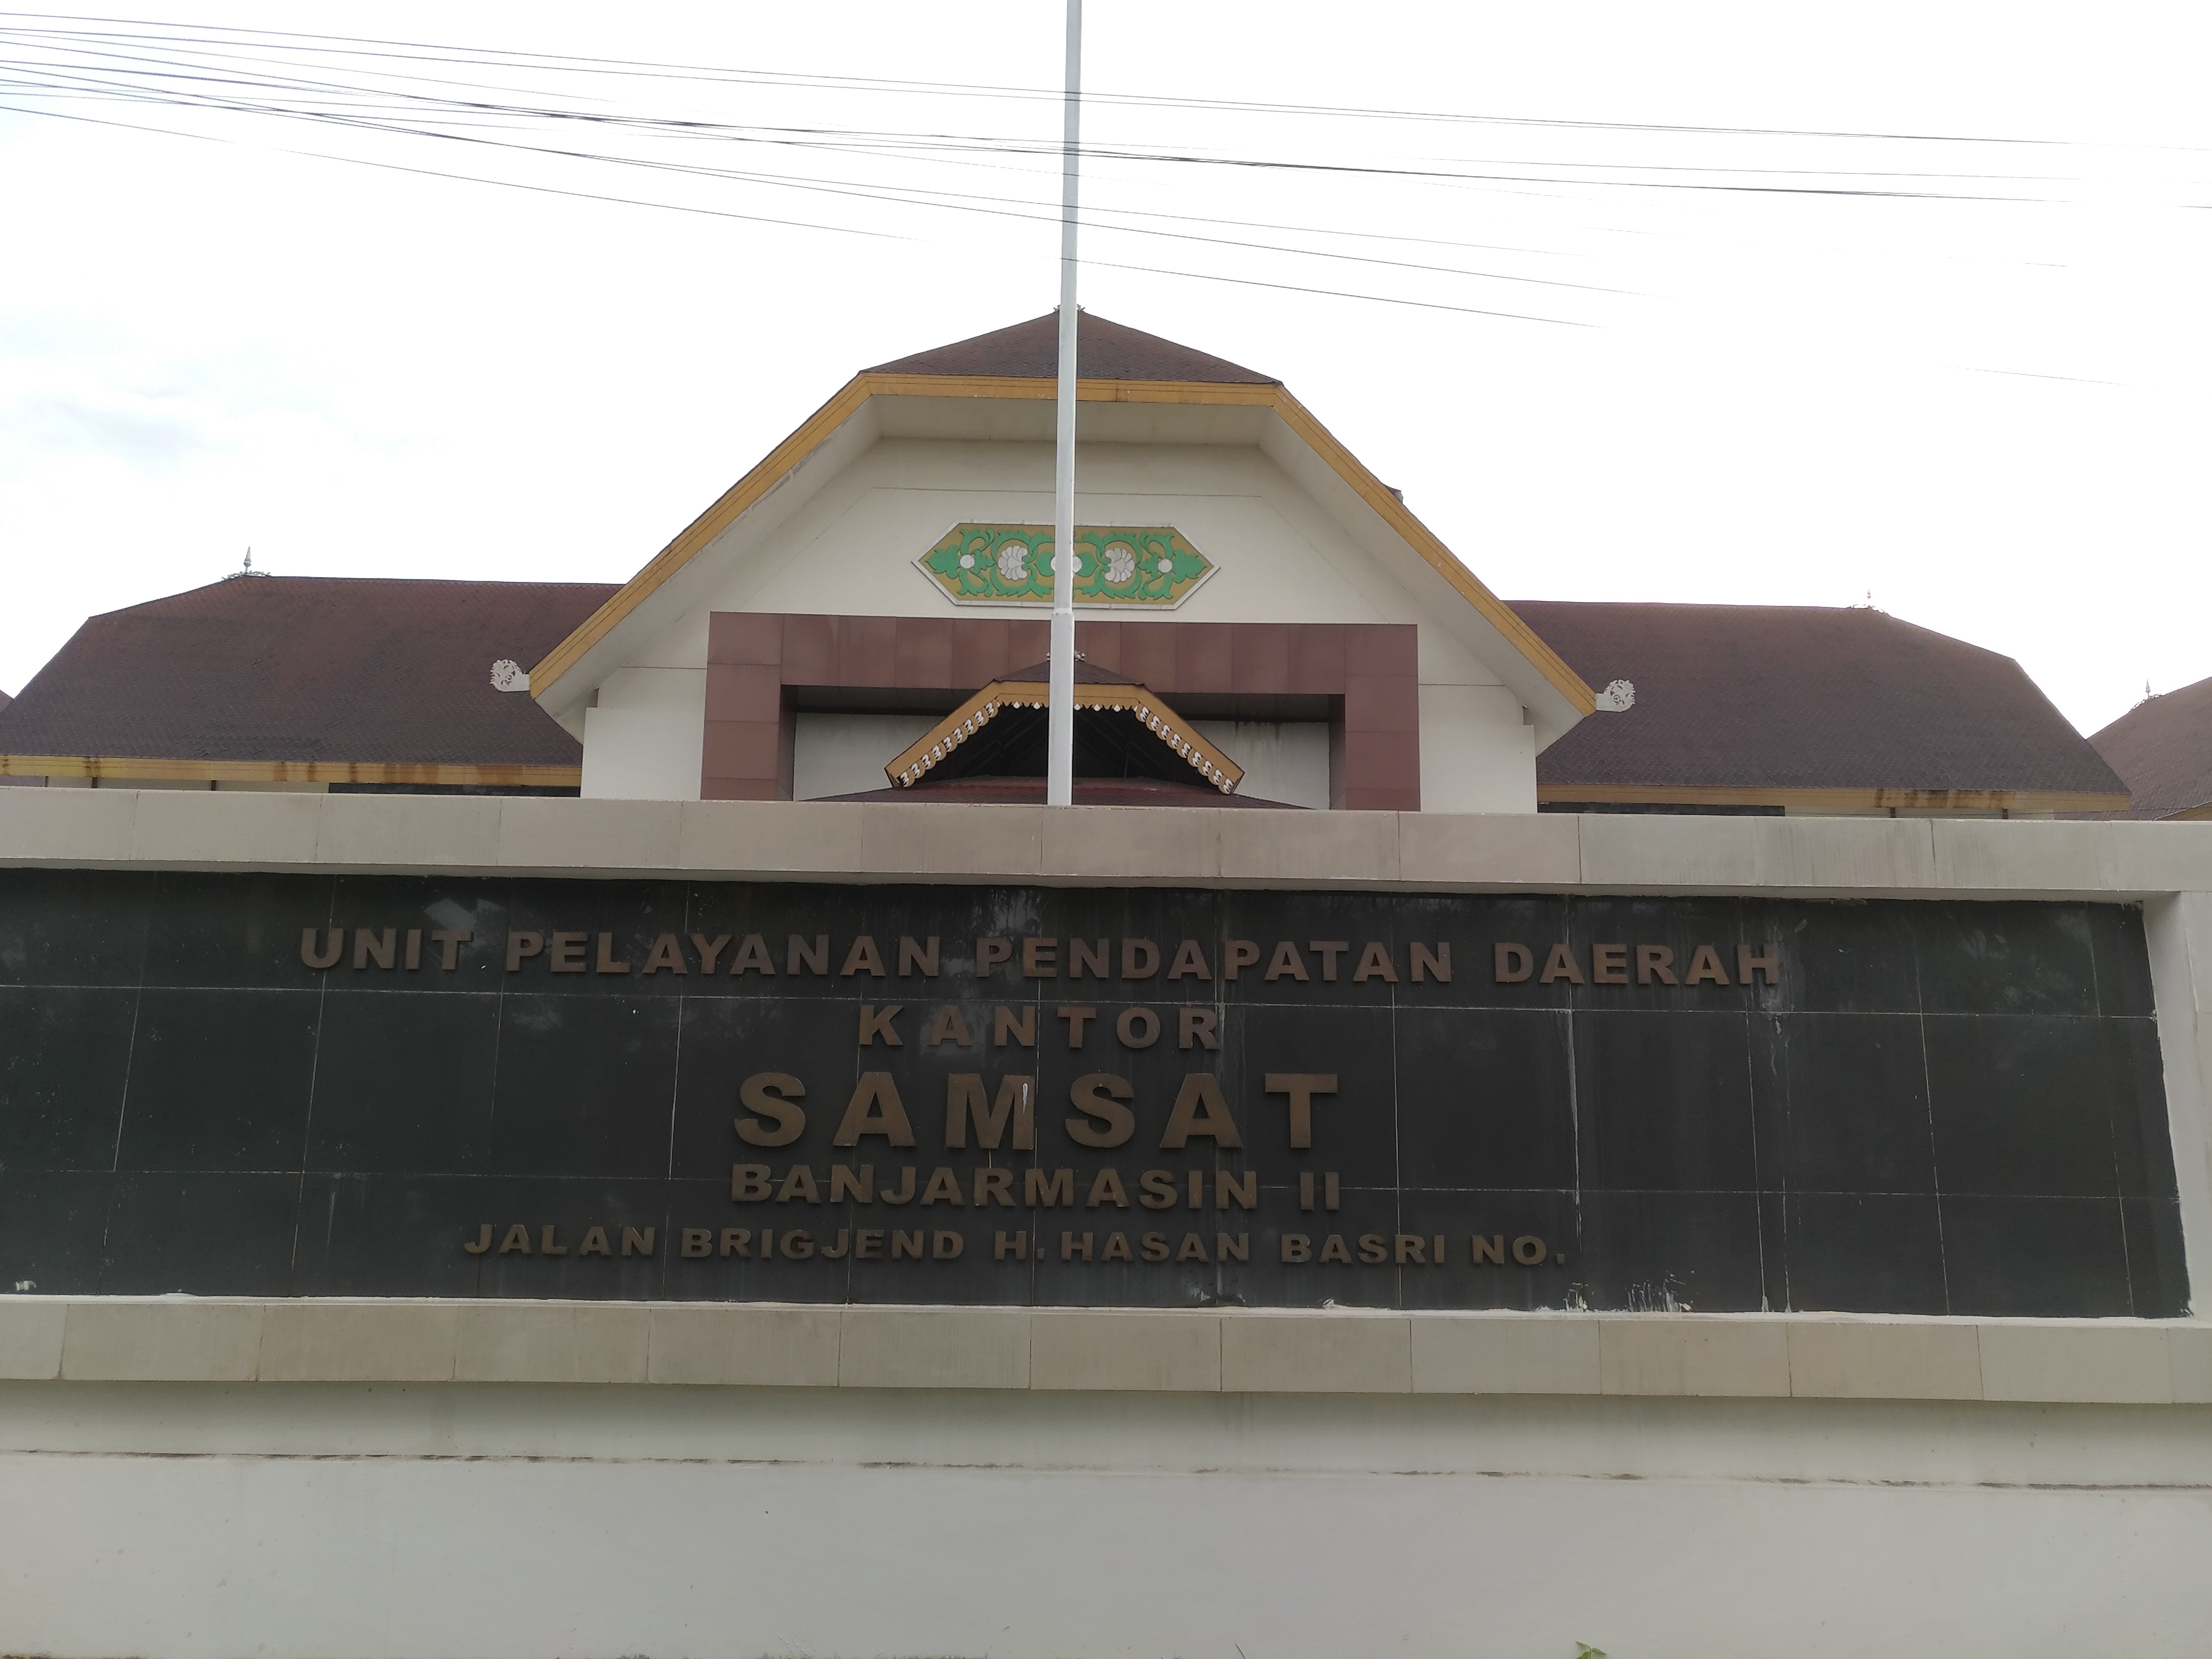 UNIT PELAYANAN PENDAPATAN DAERAH
KANTOR
SAMSAT
BANJARMASIN II
JALAN BRIGJEND H.HASAN BASRI NO.